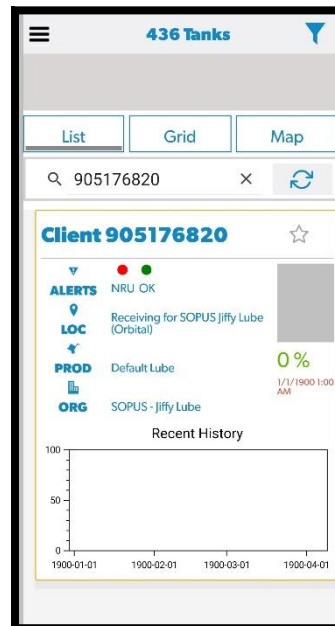 436 Tanks
List
Grid
Map
905176820
Client 905176820
ALERTS
NRU OK
LOC
Receiving for SOPUS Jiffy Lube
(Orbital)
PROD
Default Lube
ORG
SOPUS - Jiffy Lube
0 %
1/1/1900 1:00
AM
Recent History
100
50
0
1900-01-01
1900-02-01
1900-03-01
1900-04-01